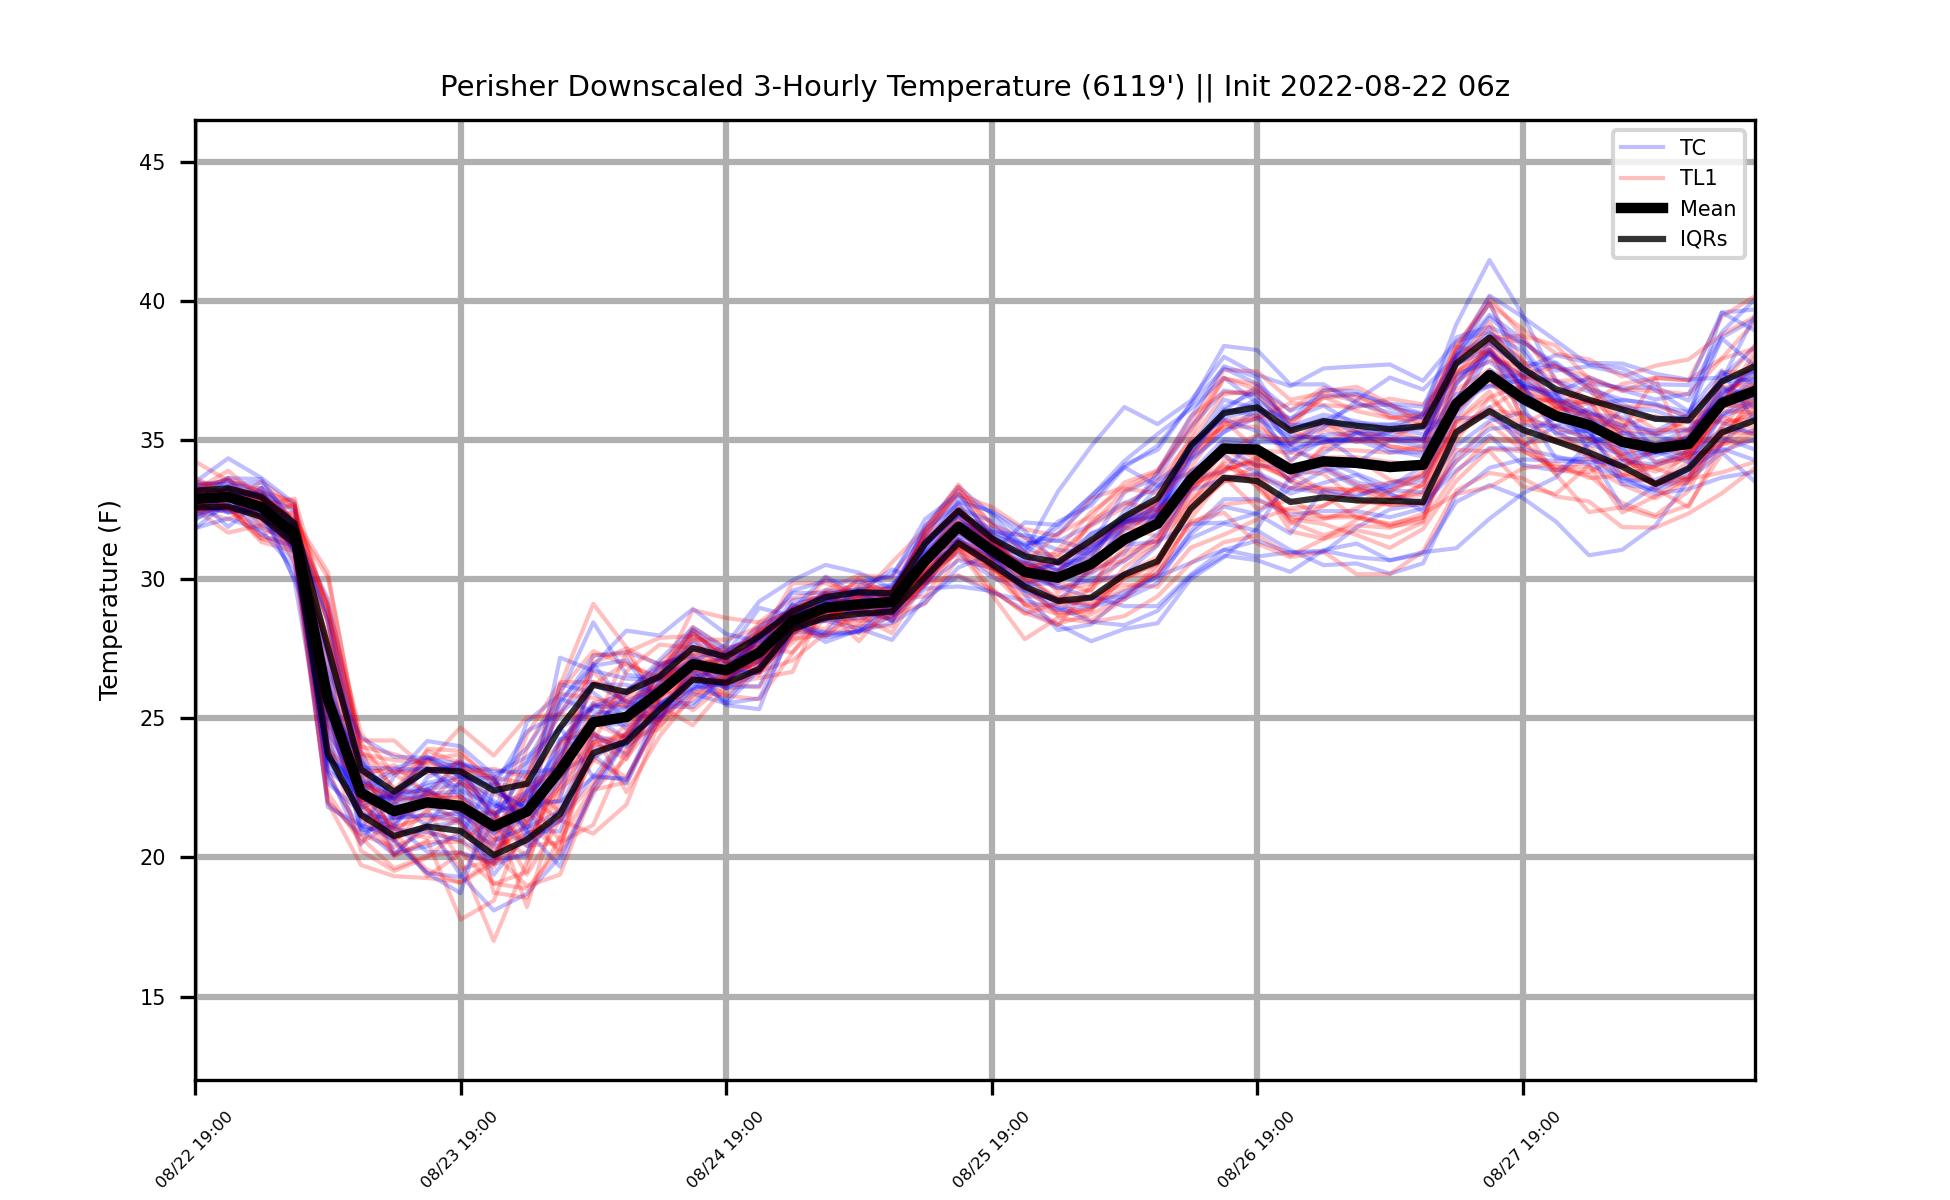 Perisher Downscaled 3-Hourly Temperature (6119') || Init 2022-08-22 06z
TC
TL1
Mean
IQRs
Temperature (F)
45
40
35
30
25
20
15
08/22 19:00
08/23 19:00
08/24 19:00
08/25 19:00
08/26 19:00
08/27 19:00